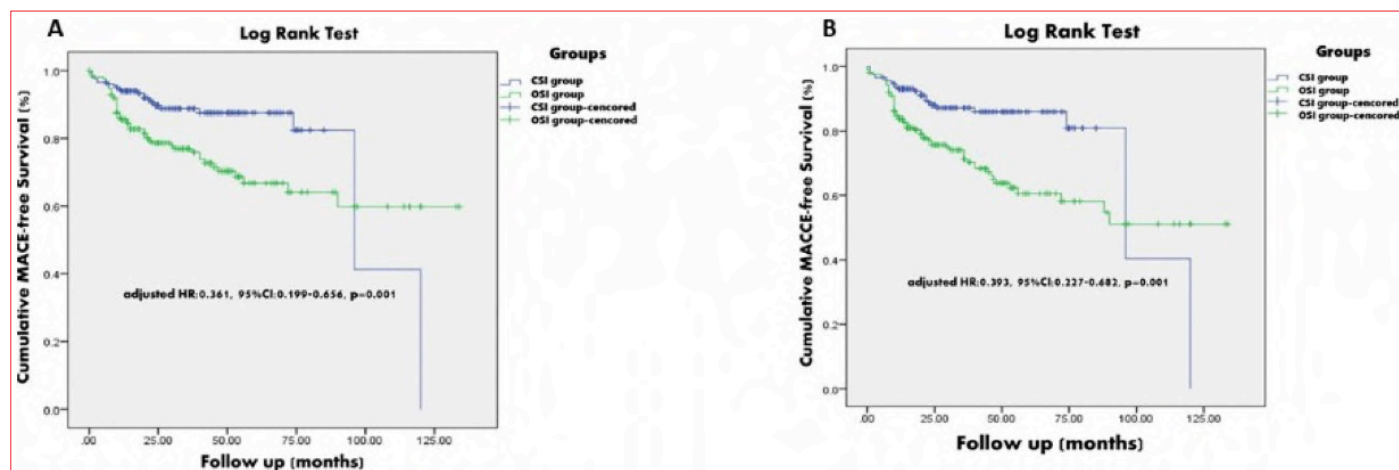 A
Log Rank Test
Groups
CSI group
OSI group
CSI group-cencored
OSI group-cencored
Cumulative MACE-free Survival (%)
1.0
0.8
0.6
0.4
0.2
0.0
adjusted HR:0.361, 95%CI:0.199-0.656, p=0.001
.00 25.00 50.00 75.00 100.00 125.00
Follow up (months)
B
Log Rank Test
Groups
CSI group
OSI group
CSI group-cencored
OSI group-cencored
Cumulative MACCE-free Survival (%)
1.0
0.8
0.6
0.4
0.2
0.0
adjusted HR:0.393, 95%CI:0.227-0.682, p=0.001
.00 25.00 50.00 75.00 100.00 125.00
Follow up (months)